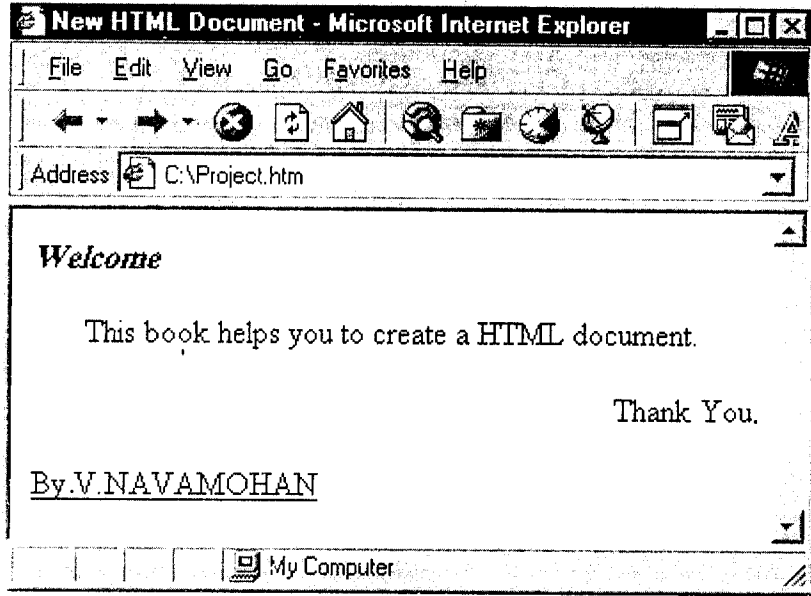 New HTML Document - Microsoft Internet Explorer
File Edit View Go Favorites Help
Address C:\Project.htm
Welcome
This book helps you to create a HTML document.
Thank You.
By.V.NAVAMOHAN
My Computer